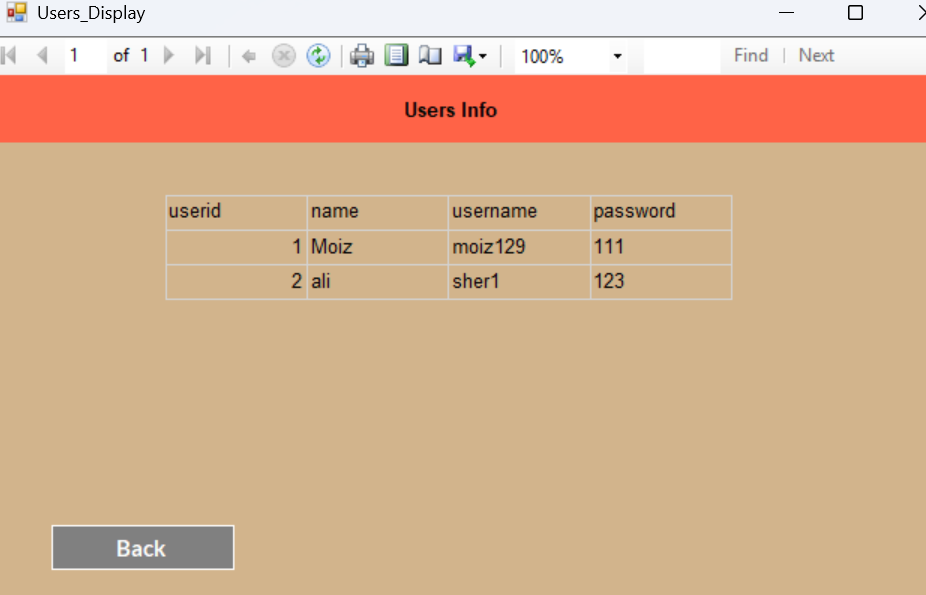 Users_Display
1 of 1 100% Find | Next
Users Info
userid name username password
1 Moiz moiz129 111
2 ali sher1 123
Back